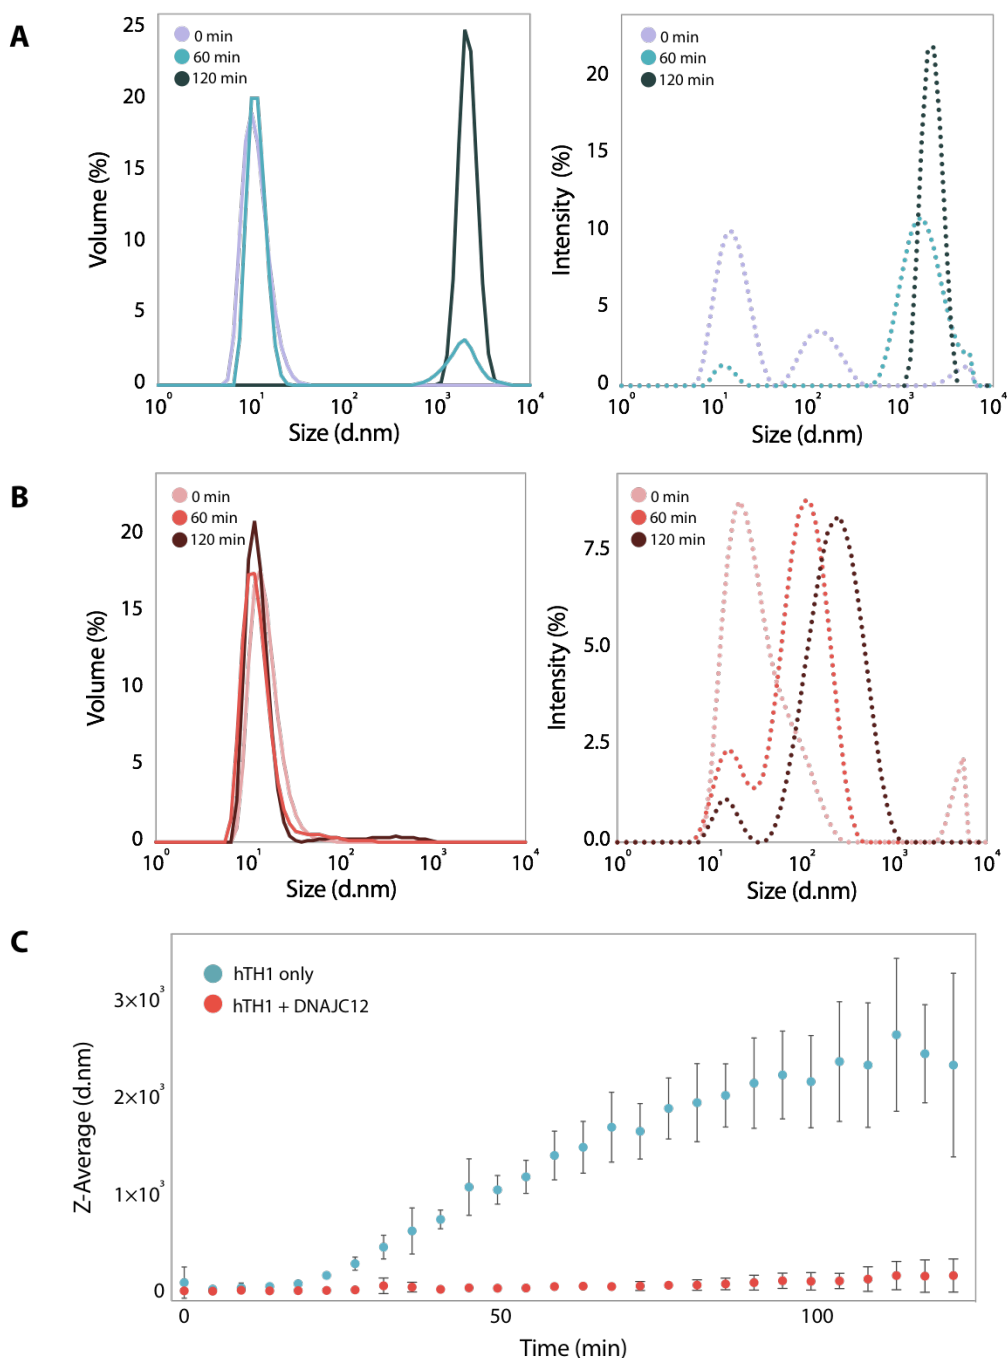 A
0 min
60 min
120 min
25
20
15
10
5
0
Volume (%)
10⁰ 10¹ 10² 10³ 10⁴
Size (d.nm)
0 min
60 min
120 min
20
15
10
5
0
Intensity (%)
10⁰ 10¹ 10² 10³ 10⁴
Size (d.nm)
B
0 min
60 min
120 min
20
15
10
5
0
Volume (%)
10⁰ 10¹ 10² 10³ 10⁴
Size (d.nm)
0 min
60 min
120 min
7.5
5.0
2.5
0.0
Intensity (%)
10⁰ 10¹ 10² 10³ 10⁴
Size (d.nm)
C
hTH1 only
hTH1 + DNAJC12
3×10³
2×10³
1×10³
0
Z-Average (d.nm)
0 50 100
Time (min)